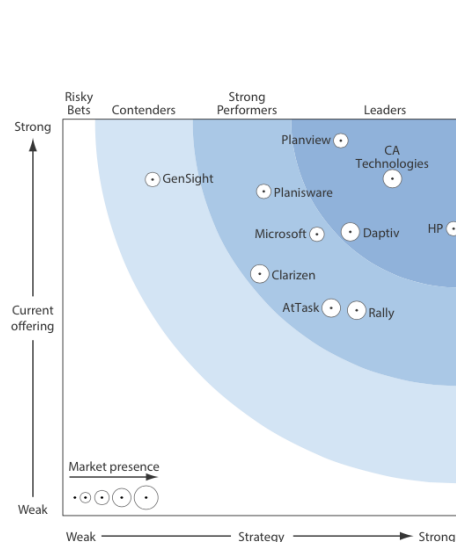 Risky
Bets
Contenders
Strong
Performers
Leaders
Strong
Planview
CA
Technologies
GenSight
Planisware
Microsoft
Daptiv
HP
Clarizen
AtTask
Rally
Current
offering
Market presence
Weak
Weak
Strategy
Strong